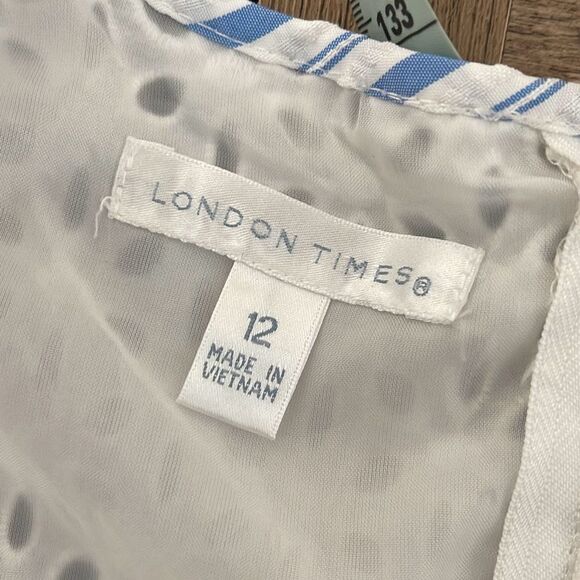 133
LONDON TIMES®
12
MADE IN
VIETNAM